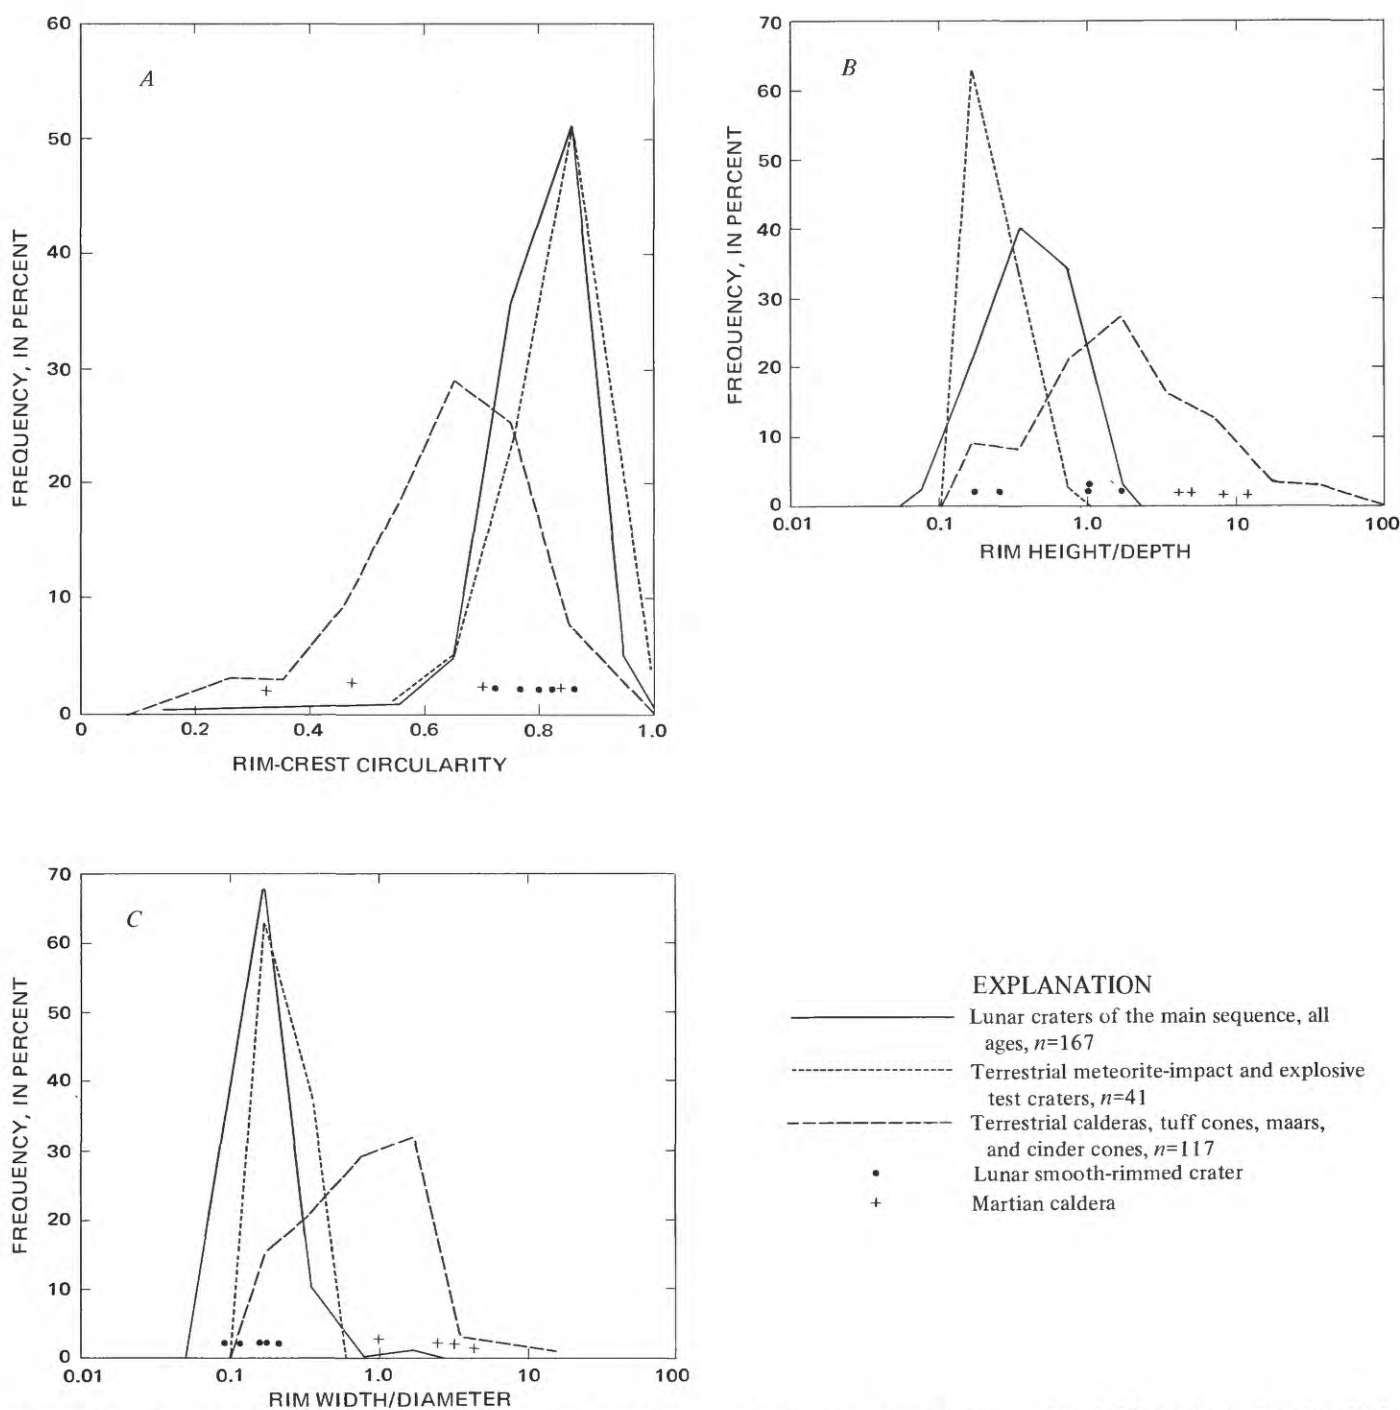 60
50
40
30
20
10
0
FREQUENCY, IN PERCENT
A
0 0.2 0.4 0.6 0.8 1.0
RIM-CREST CIRCULARITY
70
60
50
40
30
20
10
0
FREQUENCY, IN PERCENT
B
0.01 0.1 1.0 10 100
RIM HEIGHT/DEPTH
70
60
50
40
30
20
10
0
FREQUENCY, IN PERCENT
C
0.01 0.1 1.0 10 100
RIM WIDTH/DIAMETER
EXPLANATION
Lunar craters of the main sequence, all
ages, n=167
Terrestrial meteorite-impact and explosive
test craters, n=41
Terrestrial calderas, tuff cones, maars,
and cinder cones, n=117
Lunar smooth-rimmed crater
Martian caldera